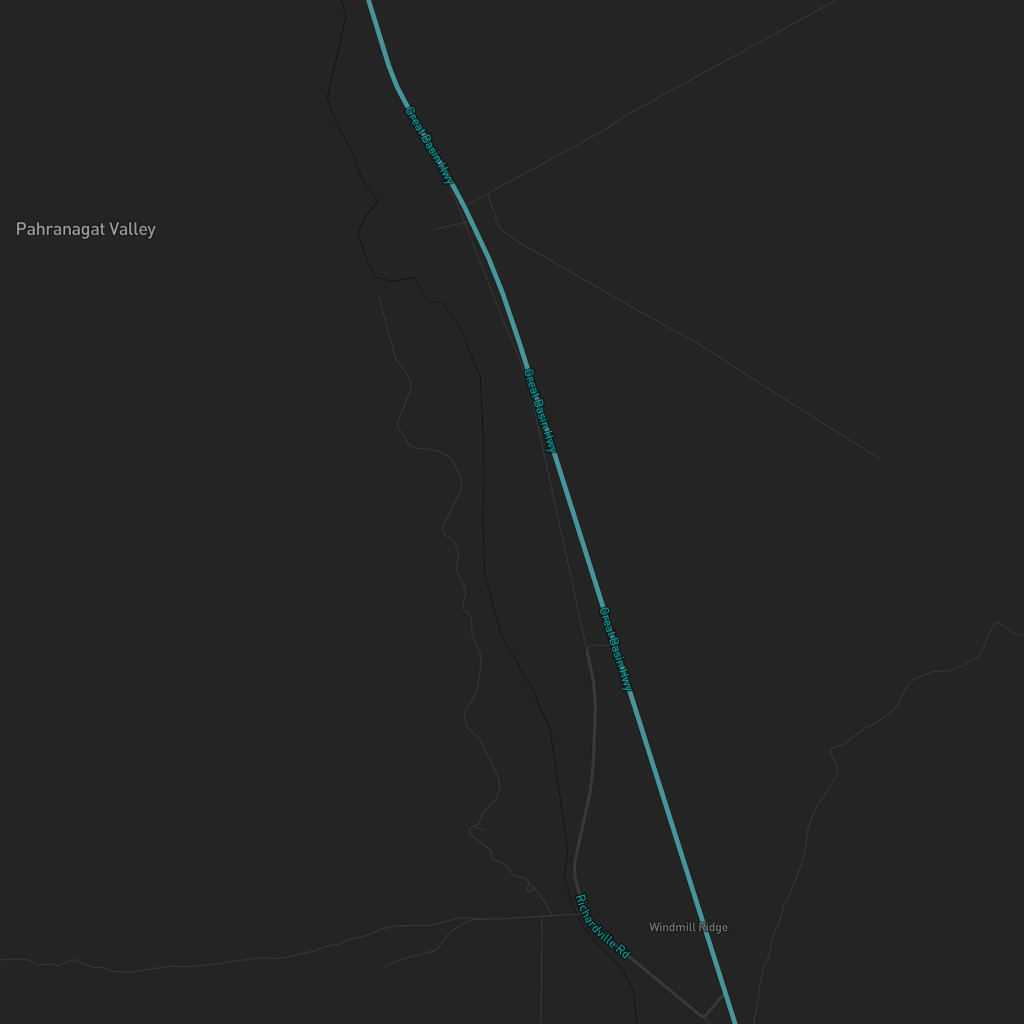 Great Basin Hwy
Pahranagat Valley
Great Basin Hwy
Great Basin Hwy
Richardville Rd
Windmill Ridge